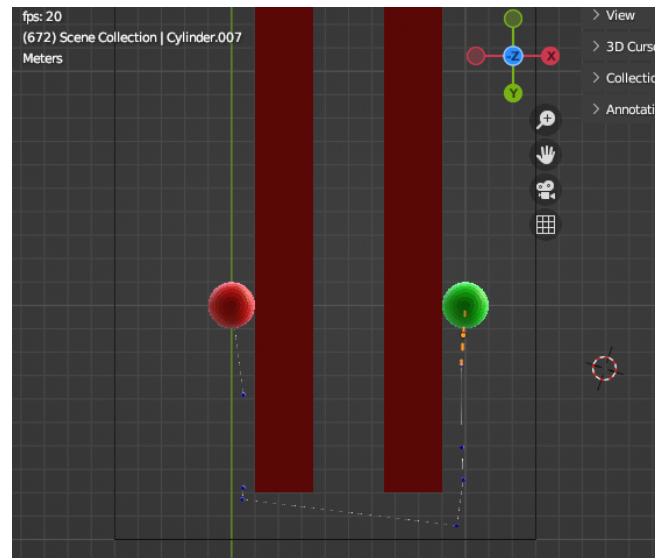 fps: 20
(672) Scene Collection | Cylinder.007
Meters
X
-Z
Y
> View
> 3D Curs
> Collectio
> Annotati